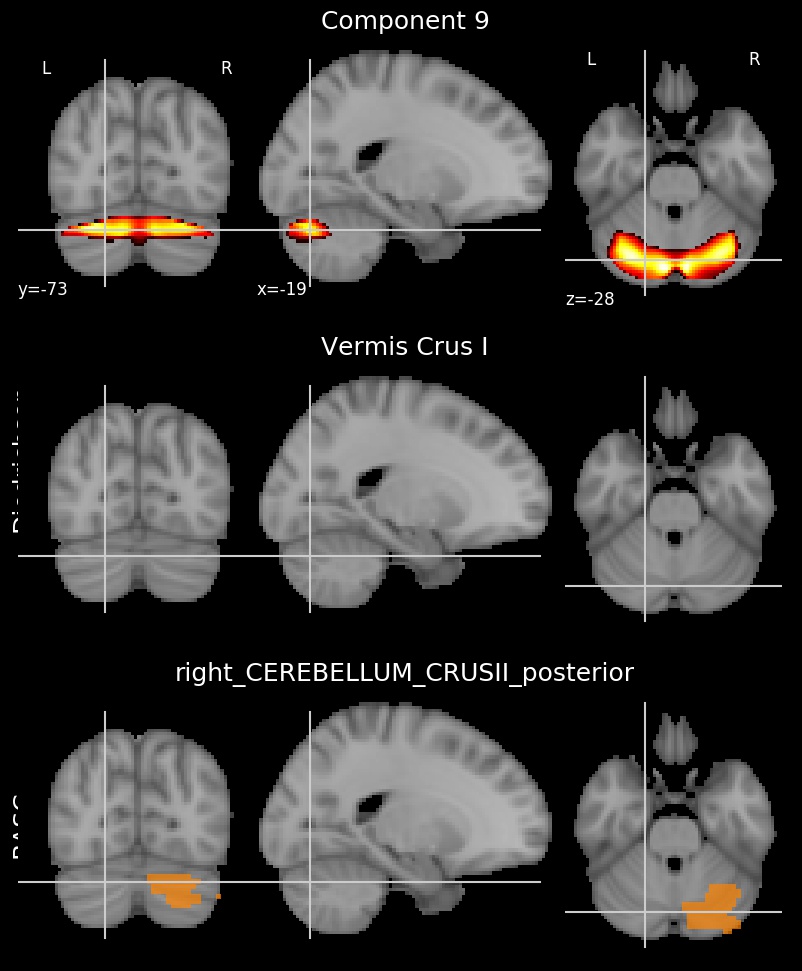 Component 9
L R L R
y=-73 x=-19 z=-28
Vermis Crus I
right_CEREBELLUM_CRUSII_posterior